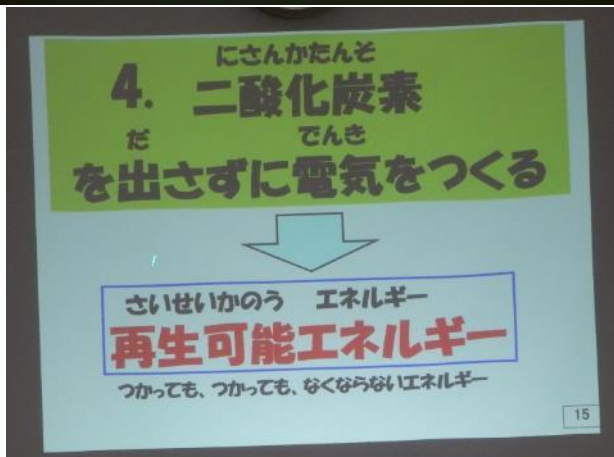 にさんかたんそ
4. 二酸化炭素
だ でんき
を出さずに電気をつくる
さいせいかのう エネルギー
再生可能エネルギー
つかっても、つかっても、なくならないエネルギー
15